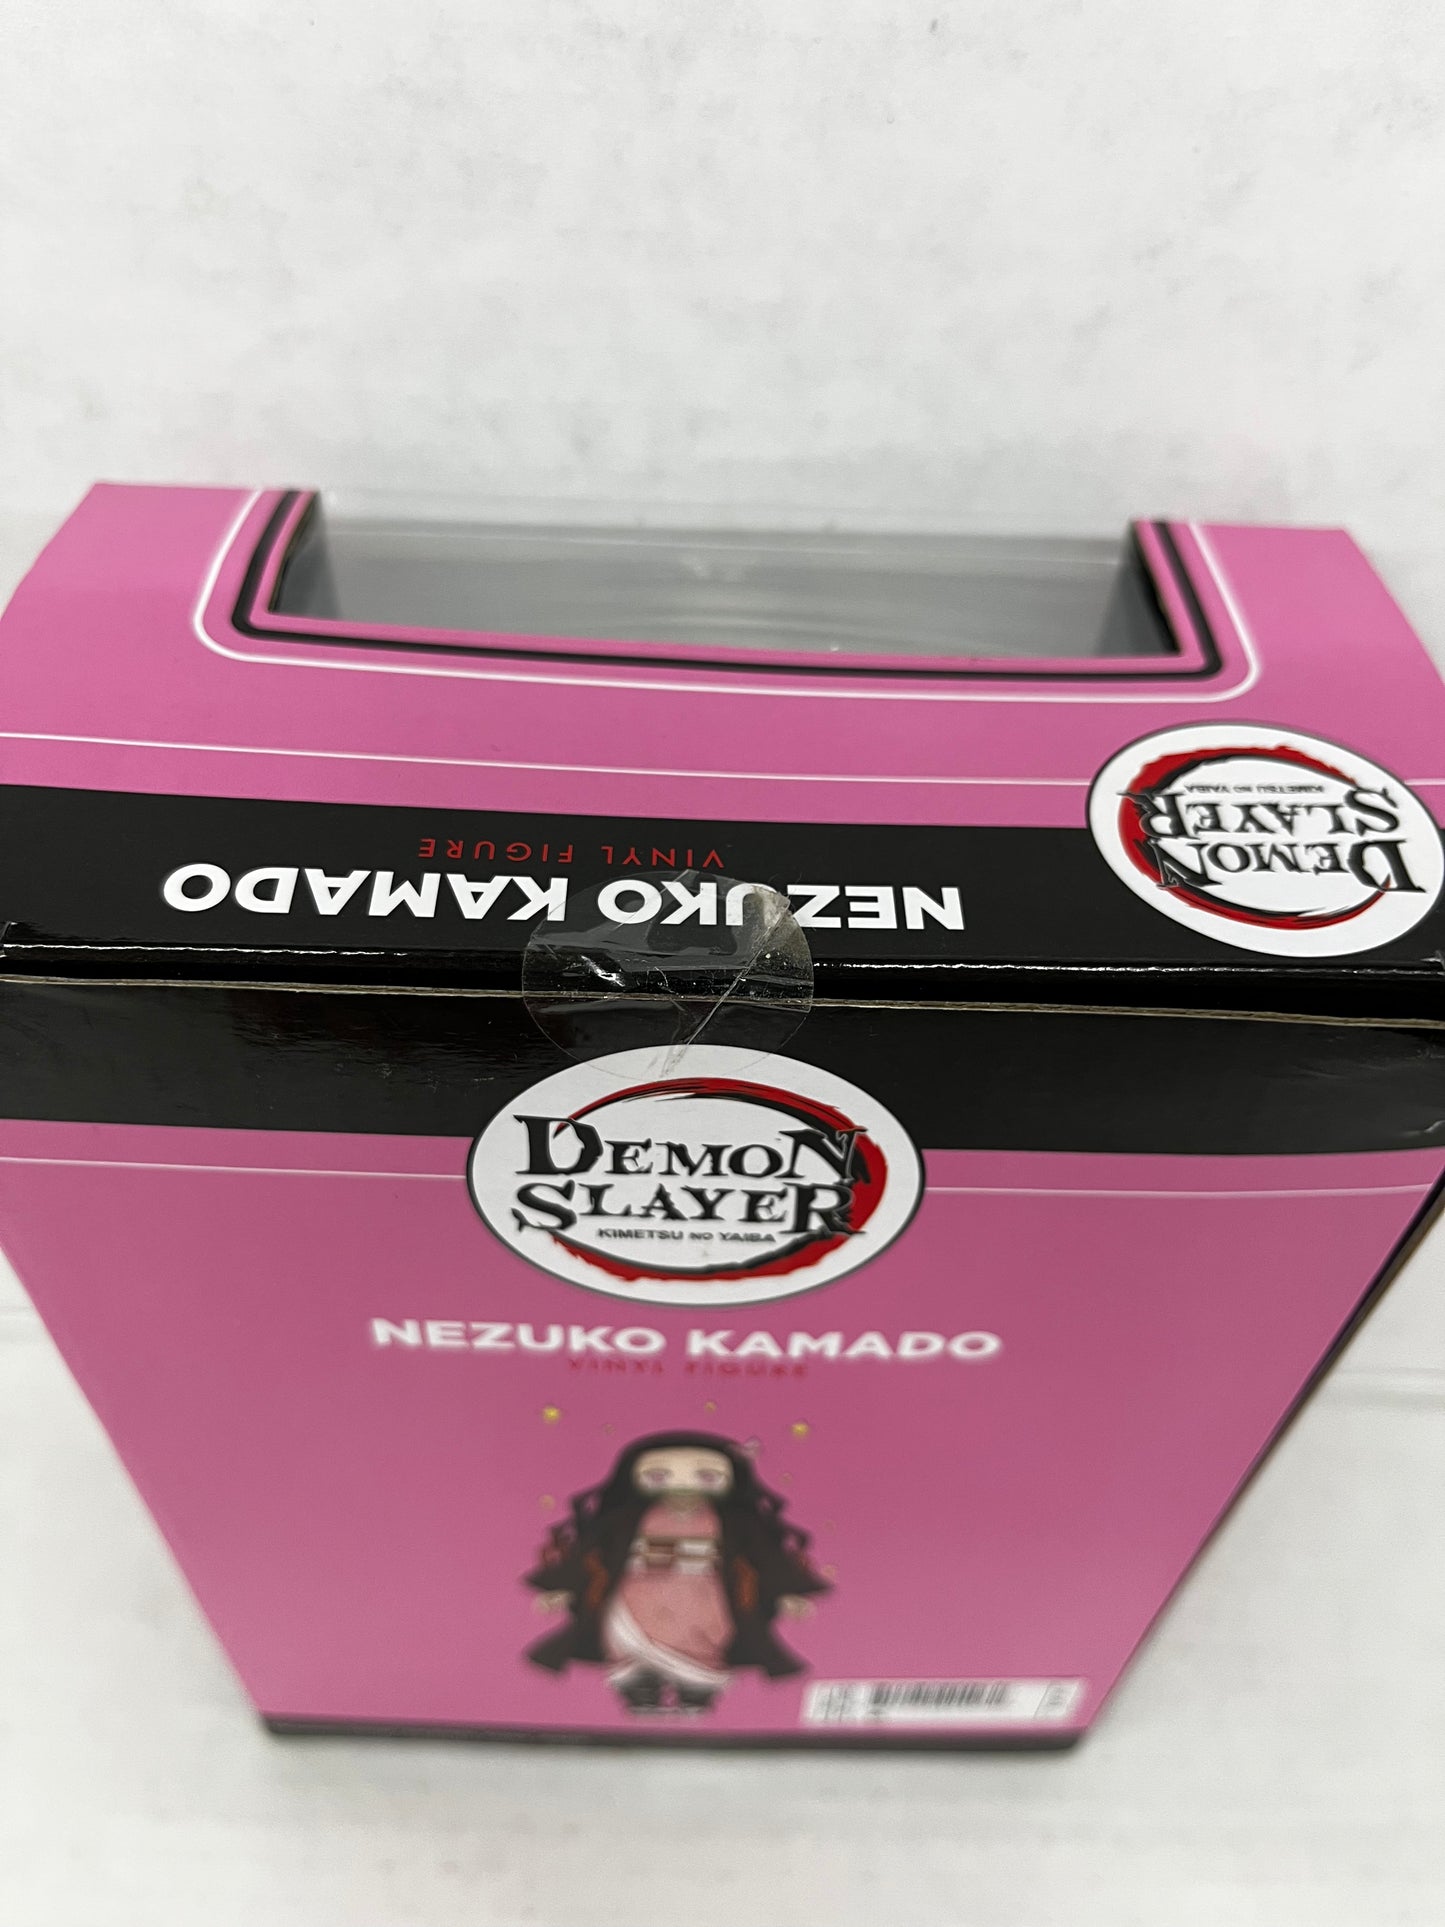 VINYL FIGURE
NEZUKO KAMADO
DEMON
SLAYER
KIMETSU NO YAIBA
DEMON
SLAYER
KIMETSU NO YAIBA
NEZUKO KAMADO
VINYL FIGURE